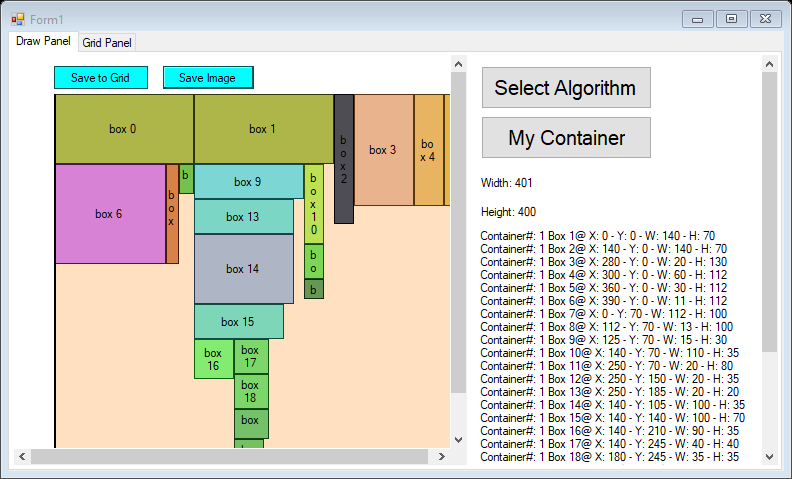 Form1
Draw Panel Grid Panel
Save to Grid Save Image
Select Algorithm
My Container
Width: 401
Height: 400
box 0
box 1
box 2
box 3
box 4
box 6
box
b
box 9
box 10
box 13
bo
box 14
b
box 15
box 16
box 17
box 18
box
Container#: 1 Box 1@ X: 0 - Y: 0 - W: 140 - H: 70
Container#: 1 Box 2@ X: 140 - Y: 0 - W: 140 - H: 70
Container#: 1 Box 3@ X: 280 - Y: 0 - W: 20 - H: 130
Container#: 1 Box 4@ X: 300 - Y: 0 - W: 60 - H: 112
Container#: 1 Box 5@ X: 360 - Y: 0 - W: 30 - H: 112
Container#: 1 Box 6@ X: 390 - Y: 0 - W: 11 - H: 112
Container#: 1 Box 7@ X: 0 - Y: 70 - W: 112 - H: 100
Container#: 1 Box 8@ X: 112 - Y: 70 - W: 13 - H: 100
Container#: 1 Box 9@ X: 125 - Y: 70 - W: 15 - H: 30
Container#: 1 Box 10@ X: 140 - Y: 70 - W: 110 - H: 35
Container#: 1 Box 11@ X: 250 - Y: 70 - W: 20 - H: 80
Container#: 1 Box 12@ X: 250 - Y: 150 - W: 20 - H: 35
Container#: 1 Box 13@ X: 250 - Y: 185 - W: 20 - H: 20
Container#: 1 Box 14@ X: 140 - Y: 105 - W: 100 - H: 35
Container#: 1 Box 15@ X: 140 - Y: 140 - W: 100 - H: 70
Container#: 1 Box 16@ X: 140 - Y: 210 - W: 90 - H: 35
Container#: 1 Box 17@ X: 140 - Y: 245 - W: 40 - H: 40
Container#: 1 Box 18@ X: 180 - Y: 245 - W: 35 - H: 35